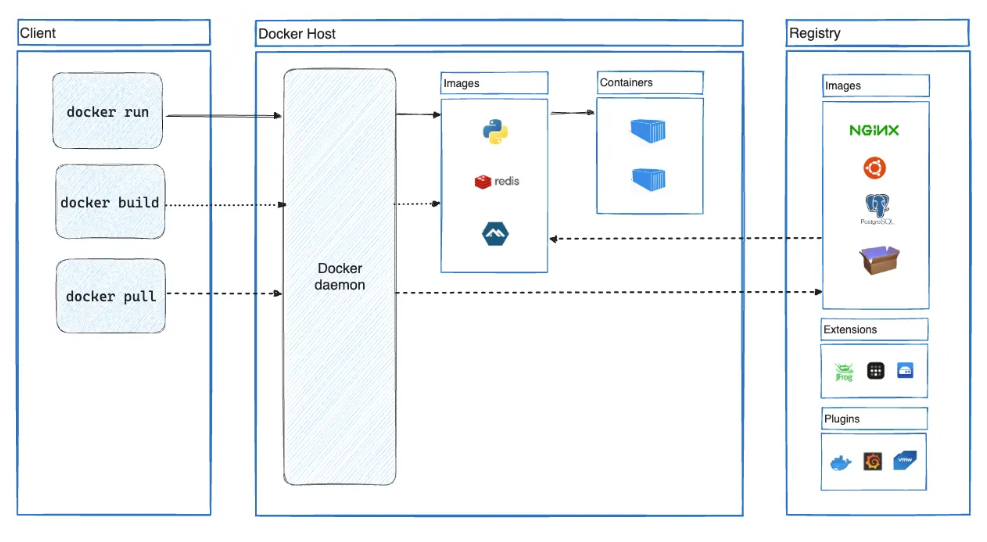 Client
docker run
docker build
docker pull
Docker Host
Docker
daemon
Images
redis
Containers
Registry
Images
NGINX
PostgreSQL
Extensions
JFrog
Plugins
vmw